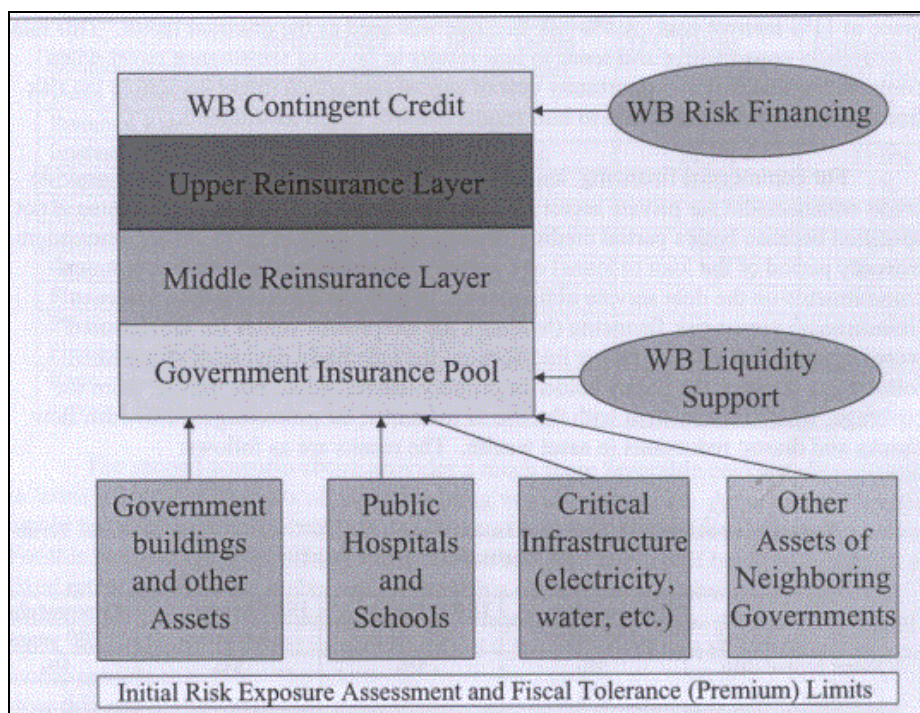 WB Contingent Credit
WB Risk Financing
Upper Reinsurance Layer
Middle Reinsurance Layer
Government Insurance Pool
WB Liquidity
Support
Government
buildings
and other
Assets
Public
Hospitals
and
Schools
Critical
Infrastructure
(electricity,
water, etc.)
Other
Assets of
Neighboring
Governments
Initial Risk Exposure Assessment and Fiscal Tolerance (Premium) Limits